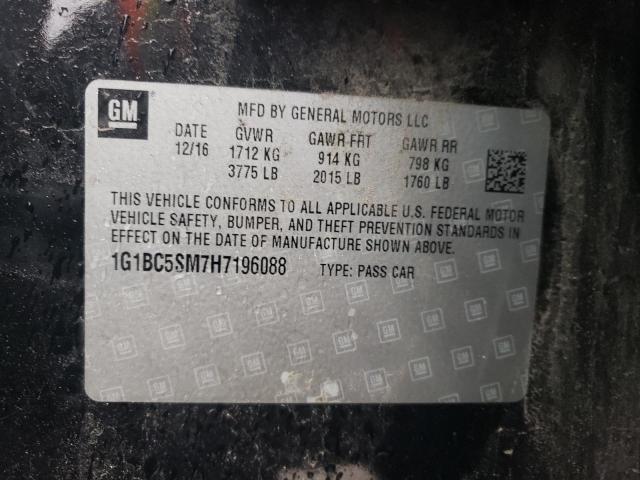 GM
MFD BY GENERAL MOTORS LLC
DATE GVWR GAWR FRT GAWR RR
12/16 1712 KG 914 KG 798 KG
3775 LB 2015 LB 1760 LB
THIS VEHICLE CONFORMS TO ALL APPLICABLE U.S. FEDERAL MOTOR
VEHICLE SAFETY, BUMPER, AND THEFT PREVENTION STANDARDS IN
EFFECT ON THE DATE OF MANUFACTURE SHOWN ABOVE.
1G1BC5SM7H7196088 TYPE: PASS CAR